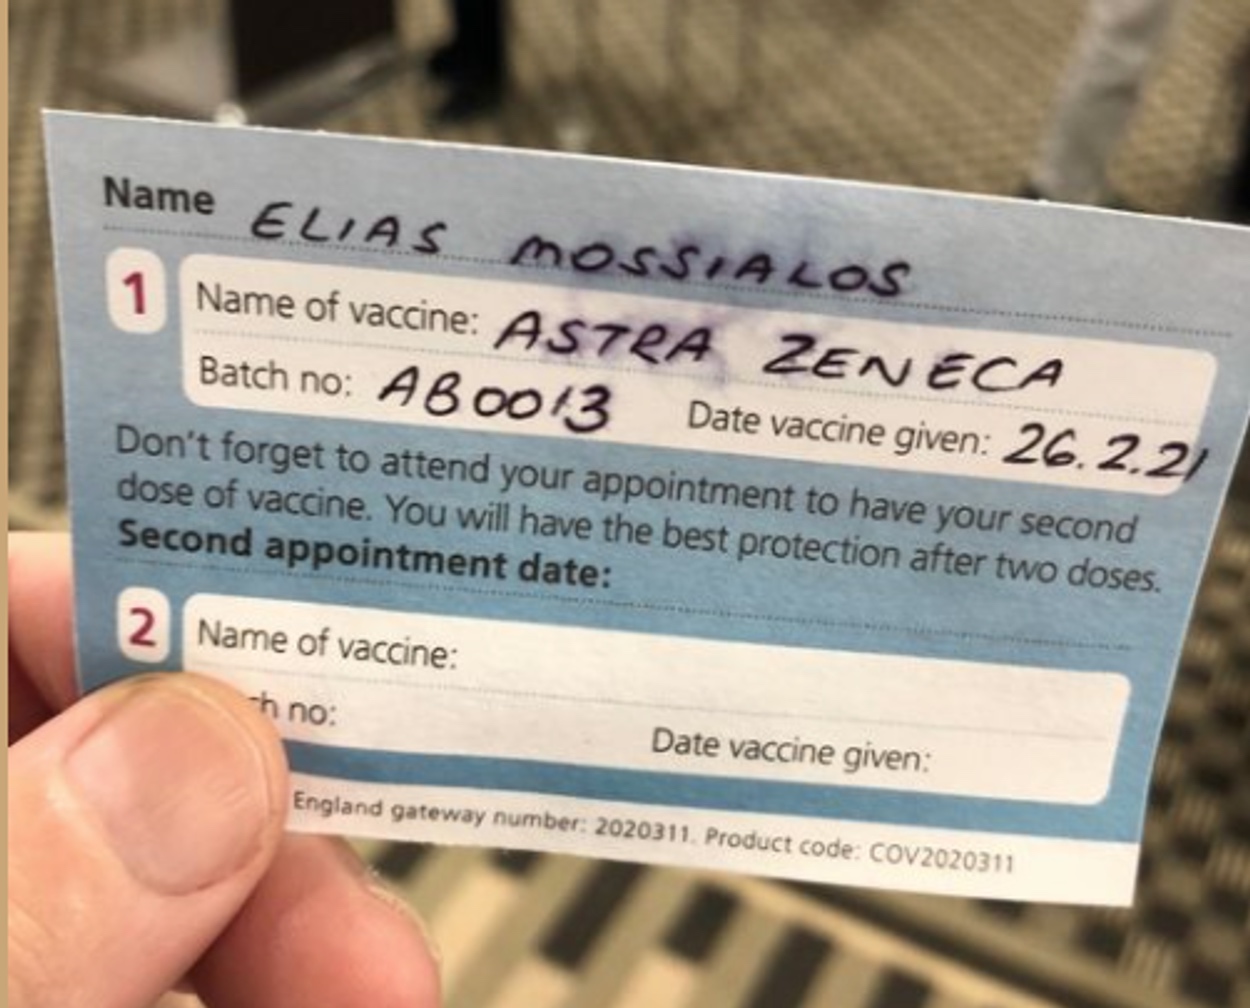 Name ELIAS MOSSIALOS
1 Name of vaccine: ASTRA ZENECA
Batch no: AB0013 Date vaccine given: 26.2.21
Don't forget to attend your appointment to have your second
dose of vaccine. You will have the best protection after two doses.
Second appointment date:
2 Name of vaccine:
no: Date vaccine given:
England gateway number: 2020311. Product code: COV2020311